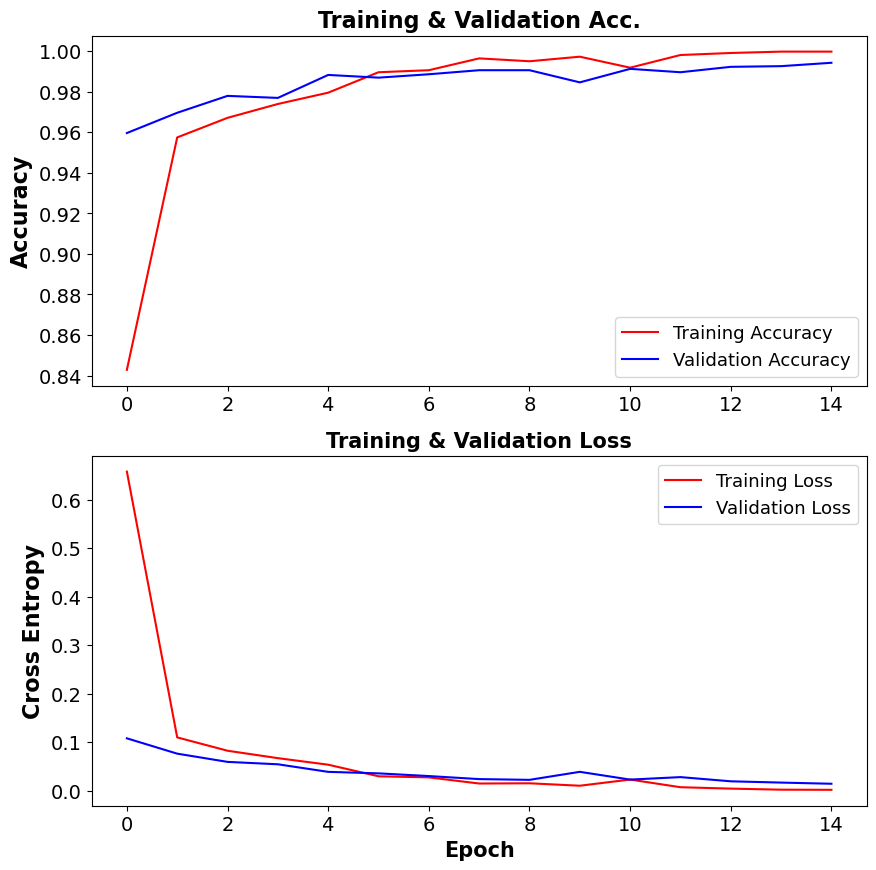 Training & Validation Acc.
Accuracy
1.00
0.98
0.96
0.94
0.92
0.90
0.88
0.86
0.84
Training Accuracy
Validation Accuracy
0 2 4 6 8 10 12 14
Training & Validation Loss
Cross Entropy
0.6
0.5
0.4
0.3
0.2
0.1
0.0
Training Loss
Validation Loss
0 2 4 6 8 10 12 14
Epoch